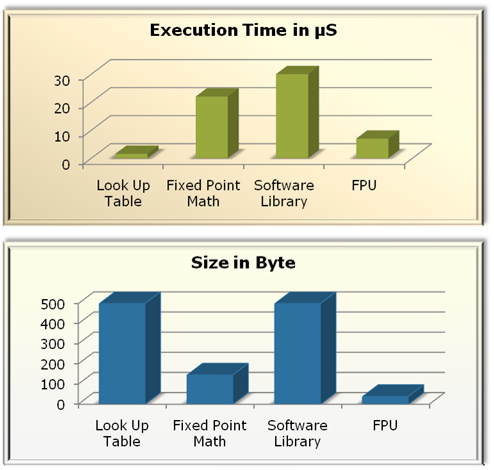 Execution Time in µS
30
20
10
0
Look Up Table
Fixed Point Math
Software Library
FPU
Size in Byte
500
400
300
200
100
0
Look Up Table
Fixed Point Math
Software Library
FPU